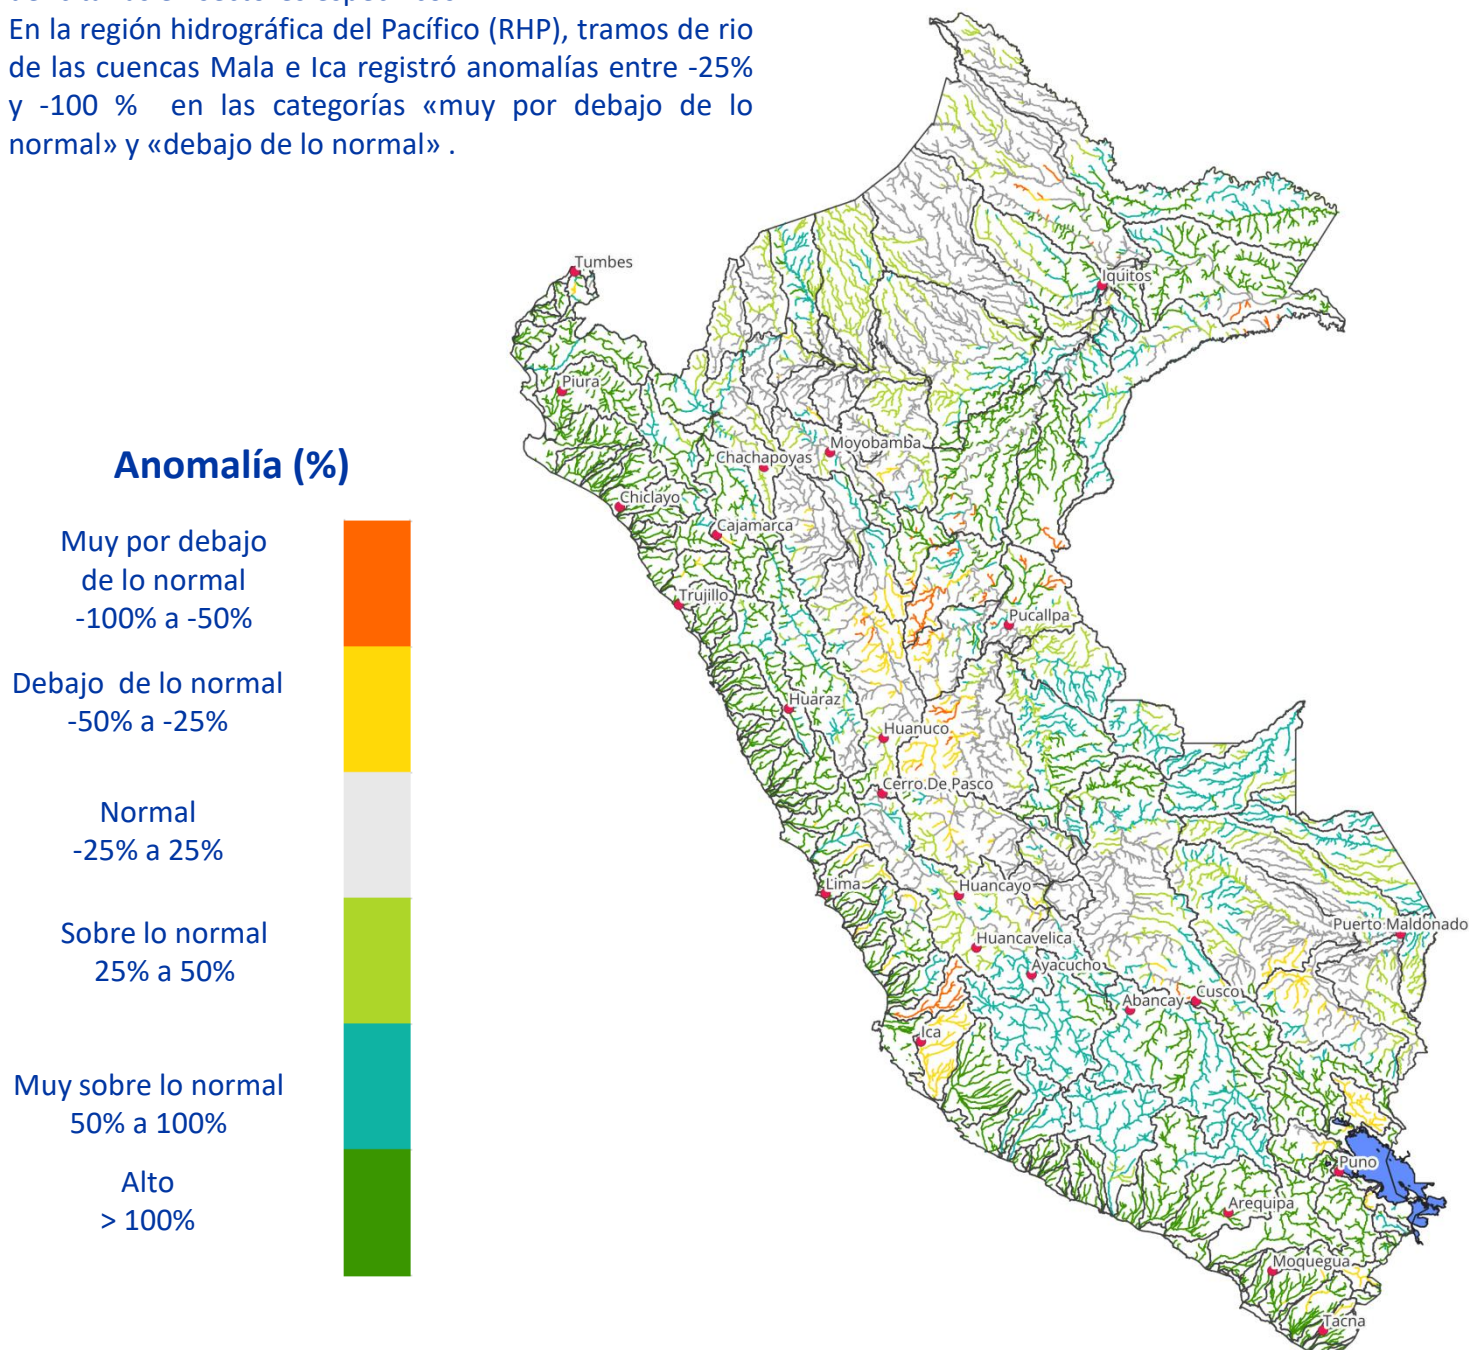 En la región hidrográfica del Pacífico (RHP), tramos de rio
de las cuencas Mala e Ica registró anomalías entre -25%
y -100 % en las categorías «muy por debajo de lo
normal» y «debajo de lo normal» .
Anomalía (%)
Muy por debajo
de lo normal
-100% a -50%
Debajo de lo normal
-50% a -25%
Normal
-25% a 25%
Sobre lo normal
25% a 50%
Muy sobre lo normal
50% a 100%
Alto
> 100%
Tumbes
Iquitos
Piura
Moyobamba
Chachapoyas
Chiclayo
Cajamarca
Trujillo
Pucallpa
Huaraz
Huanuco
Cerro De Pasco
Lima
Huancayo
Puerto Maldonado
Huancavelica
Ayacucho
Abancay
Cusco
Ica
Puno
Arequipa
Moquegua
Tacna